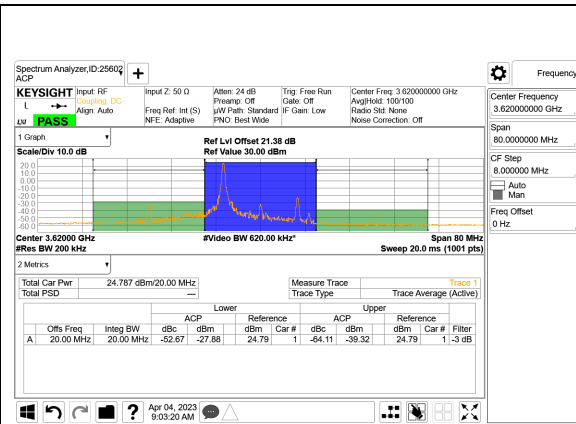 Spectrum Analyzer,ID:25602
ACP
+
Frequency
KEYSIGHT
L
LXI PASS
Input: RF
Coupling: DC
Align: Auto
Input Z: 50 Ω
Freq Ref: Int (S)
NFE: Adaptive
Atten: 24 dB
Preamp: Off
µW Path: Standard
PNO: Best Wide
Trig: Free Run
Gate: Off
IF Gain: Low
Center Freq: 3.620000000 GHz
Avg|Hold: 100/100
Radio Std: None
Noise Correction: Off
Center Frequency
3.620000000 GHz
Span
80.0000000 MHz
CF Step
8.000000 MHz
Auto
Man
Freq Offset
0 Hz
1 Graph
Scale/Div 10.0 dB
Ref Lvl Offset 21.38 dB
Ref Value 30.00 dBm
20.0
10.0
0.00
-10.0
-20.0
-30.0
-40.0
-50.0
-60.0
Center 3.62000 GHz
#Res BW 200 kHz
#Video BW 620.00 kHz*
Span 80 MHz
Sweep 20.0 ms (1001 pts)
2 Metrics
Total Car Pwr 24.787 dBm/20.00 MHz
Total PSD ---
Measure Trace Trace 1
Trace Type Trace Average (Active)
Lower Upper
ACP Reference ACP Reference
Offs Freq Integ BW dBc dBm dBm Car # dBc dBm dBm Car # Filter
A 20.00 MHz 20.00 MHz -52.67 -27.88 24.79 1 -64.11 -39.32 24.79 1 -3 dB
?
Apr 04, 2023
9:03:20 AM